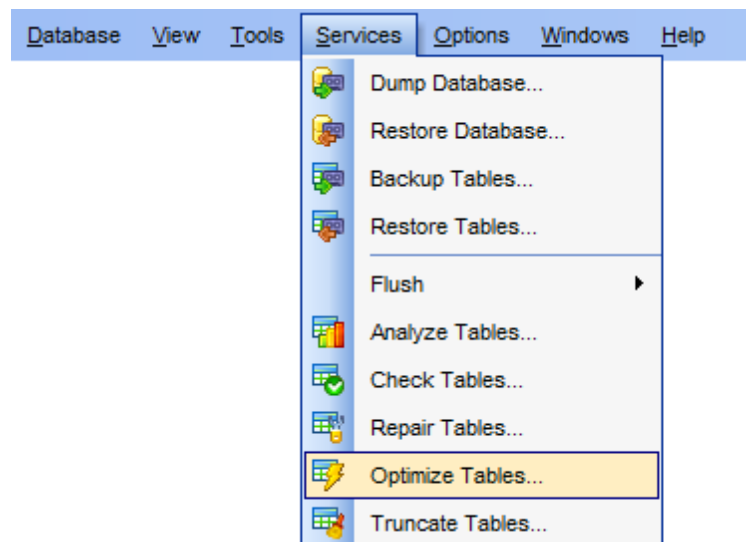 Database View Tools Services Options Windows Help
Dump Database...
Restore Database...
Backup Tables...
Restore Tables...
Flush
Analyze Tables...
Check Tables...
Repair Tables...
Optimize Tables...
Truncate Tables...